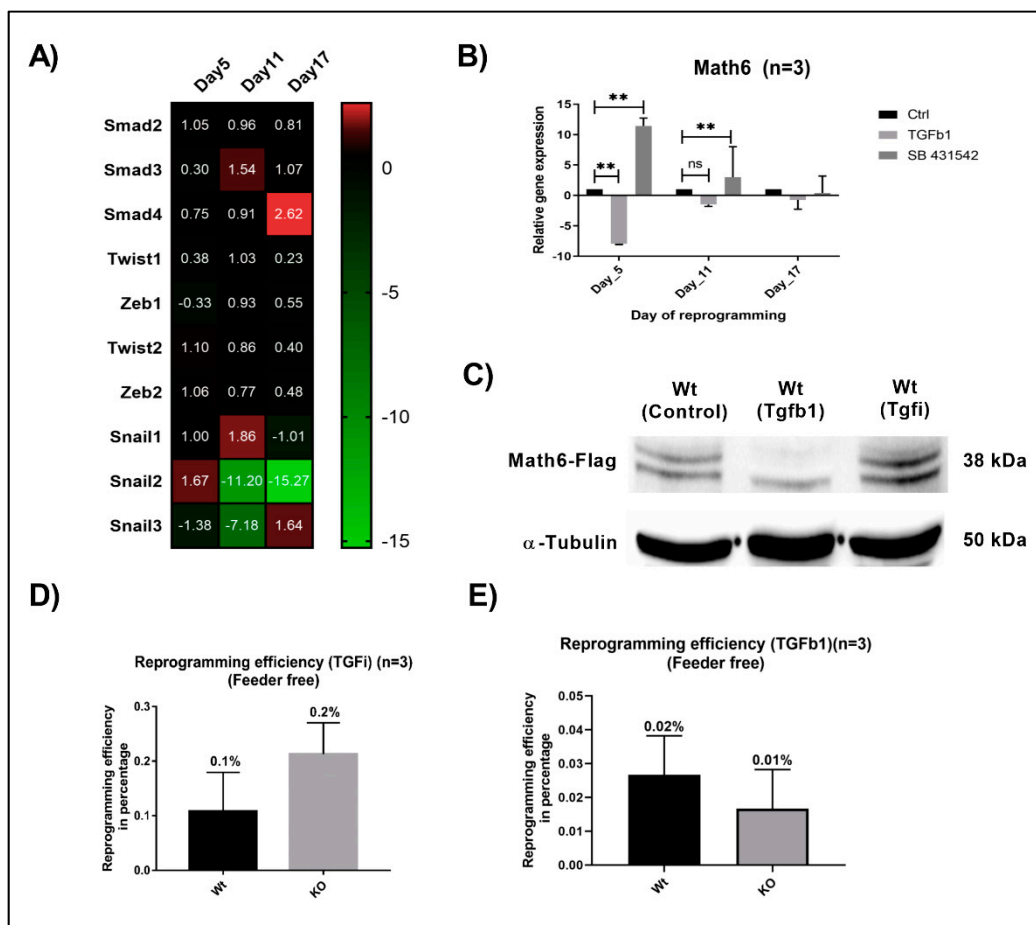 A)
Day5 Day11 Day17
Smad2 1.05 0.96 0.81
Smad3 0.30 1.54 1.07
Smad4 0.75 0.91 2.62
Twist1 0.38 1.03 0.23
Zeb1 -0.33 0.93 0.55
Twist2 1.10 0.86 0.40
Zeb2 1.06 0.77 0.48
Snail1 1.00 1.86 -1.01
Snail2 1.67 -11.20 -15.27
Snail3 -1.38 -7.18 1.64
0
-5
-10
-15
B)
Math6 (n=3)
Relative gene expression
15
10
5
0
-5
-10
**
**
ns
**
Day_5 Day_11 Day_17
Day of reprogramming
Ctrl
TGFb1
SB 431542
C)
Wt Wt Wt
(Control) (Tgfb1) (Tgfi)
Math6-Flag 38 kDa
α-Tubulin 50 kDa
D)
Reprogramming efficiency (TGFi) (n=3)
(Feeder free)
Reprogramming efficiency
in percentage
0.3
0.2
0.1
0.0
0.1%
0.2%
Wt KO
E)
Reprogramming efficiency (TGFb1)(n=3)
(Feeder free)
Reprogramming efficiency
in percentage
0.05
0.04
0.03
0.02
0.01
0.00
0.02%
0.01%
Wt KO